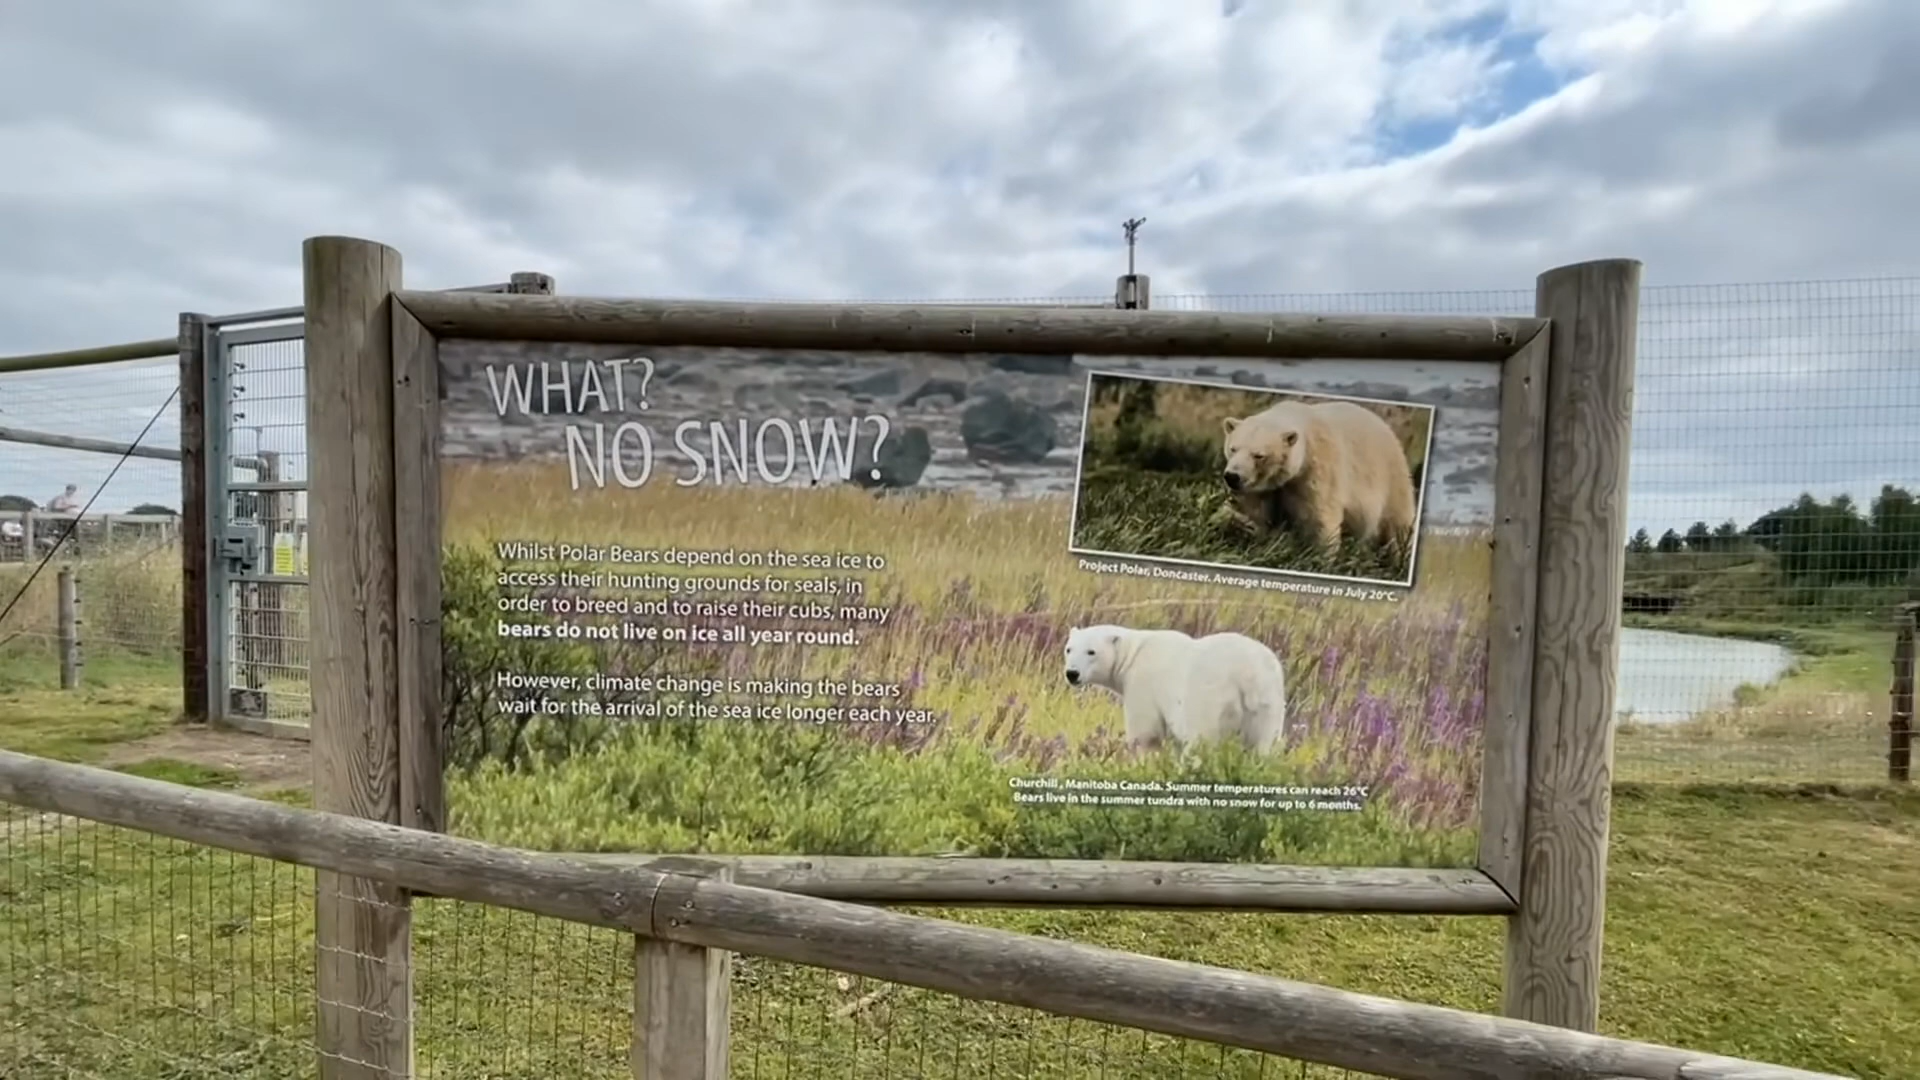 WHAT?
NO SNOW?
Whilst Polar Bears depend on the sea ice to
access their hunting grounds for seals, in
order to breed and to raise their cubs, many
bears do not live on ice all year round.
However, climate change is making the bears
wait for the arrival of the sea ice longer each year.
Project Polar, Doncaster. Average temperature in July 20°C.
Churchill , Manitoba Canada. Summer temperatures can reach 26°C
Bears live in the summer tundra with no snow for up to 6 months.